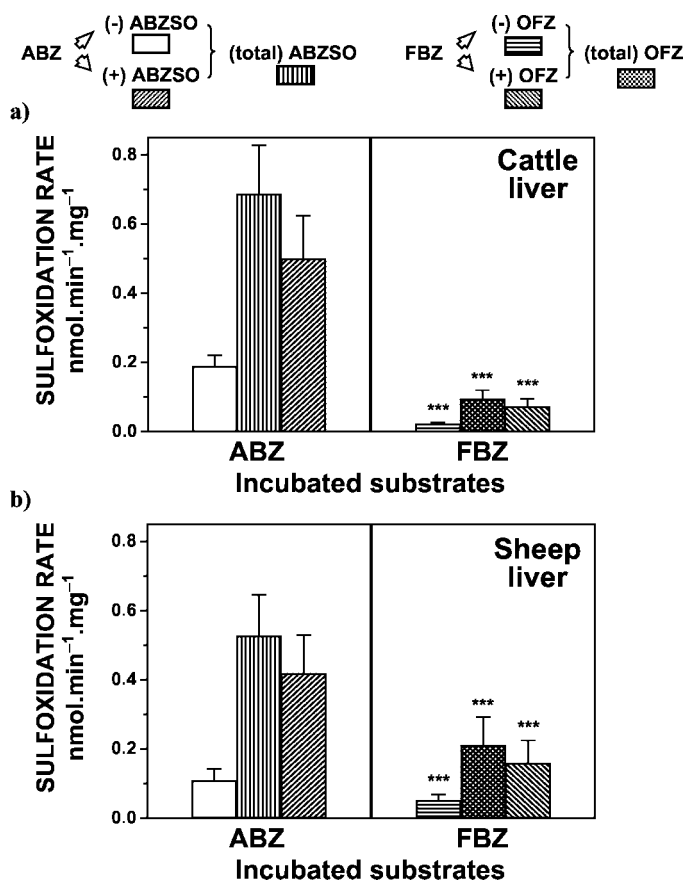 (-) ABZSO
ABZ
(total) ABZSO
(+) ABZSO
(-) OFZ
FBZ
(total) OFZ
(+) OFZ
a)
SULFOXIDATION RATE
nmol.min⁻¹.mg⁻¹
0.8
0.6
0.4
0.2
0.0
Cattle
liver
*** *** ***
ABZ FBZ
Incubated substrates
b)
SULFOXIDATION RATE
nmol.min⁻¹.mg⁻¹
0.8
0.6
0.4
0.2
0.0
Sheep
liver
*** *** ***
ABZ FBZ
Incubated substrates